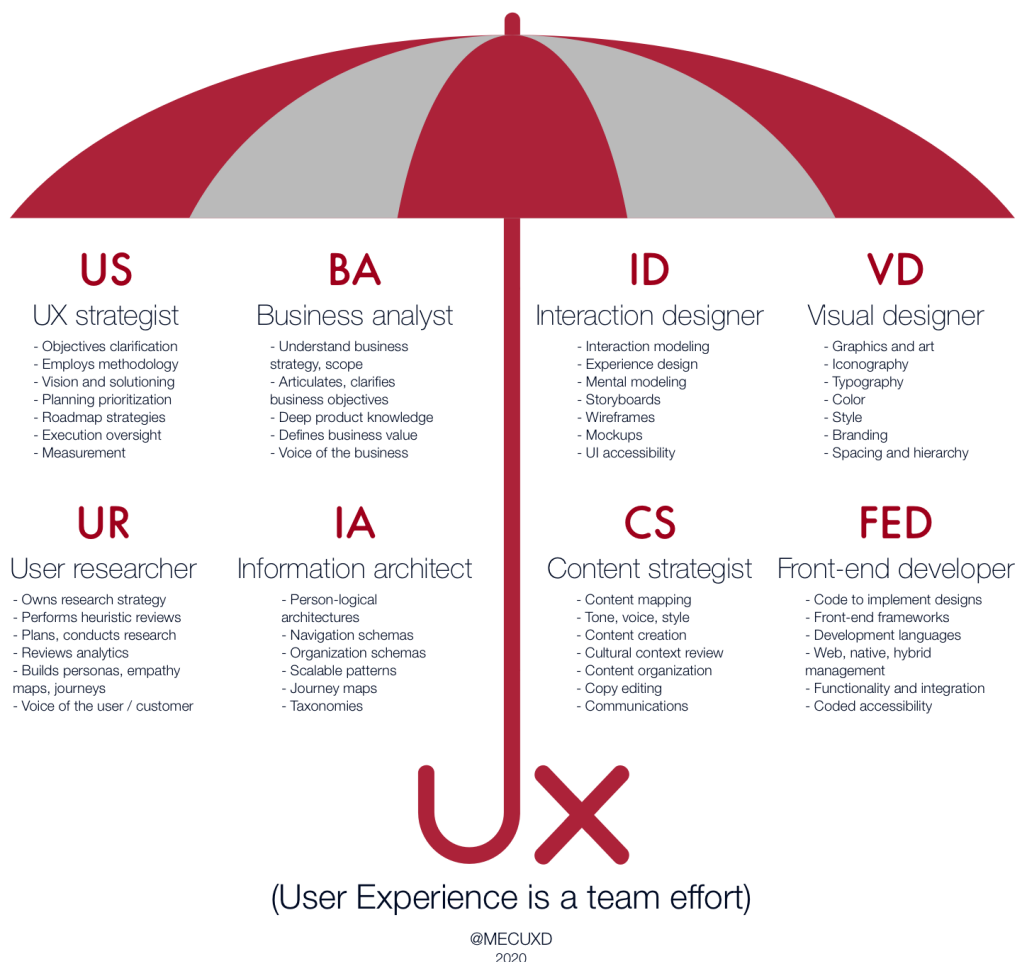 US
UX strategist
- Objectives clarification
- Employs methodology
- Vision and solutioning
- Planning prioritization
- Roadmap strategies
- Execution oversight
- Measurement
BA
Business analyst
- Understand business
strategy, scope
- Articulates, clarifies
business objectives
- Deep product knowledge
- Defines business value
- Voice of the business
ID
Interaction designer
- Interaction modeling
- Experience design
- Mental modeling
- Storyboards
- Wireframes
- Mockups
- UI accessibility
VD
Visual designer
- Graphics and art
- Iconography
- Typography
- Color
- Style
- Branding
- Spacing and hierarchy
UR
User researcher
- Owns research strategy
- Performs heuristic reviews
- Plans, conducts research
- Reviews analytics
- Builds personas, empathy
maps, journeys
- Voice of the user / customer
IA
Information architect
- Person-logical
architectures
- Navigation schemas
- Organization schemas
- Scalable patterns
- Journey maps
- Taxonomies
CS
Content strategist
- Content mapping
- Tone, voice, style
- Content creation
- Cultural context review
- Content organization
- Copy editing
- Communications
FED
Front-end developer
- Code to implement designs
- Front-end frameworks
- Development languages
- Web, native, hybrid
management
- Functionality and integration
- Coded accessibility
UX
(User Experience is a team effort)
@MECUXD
2020